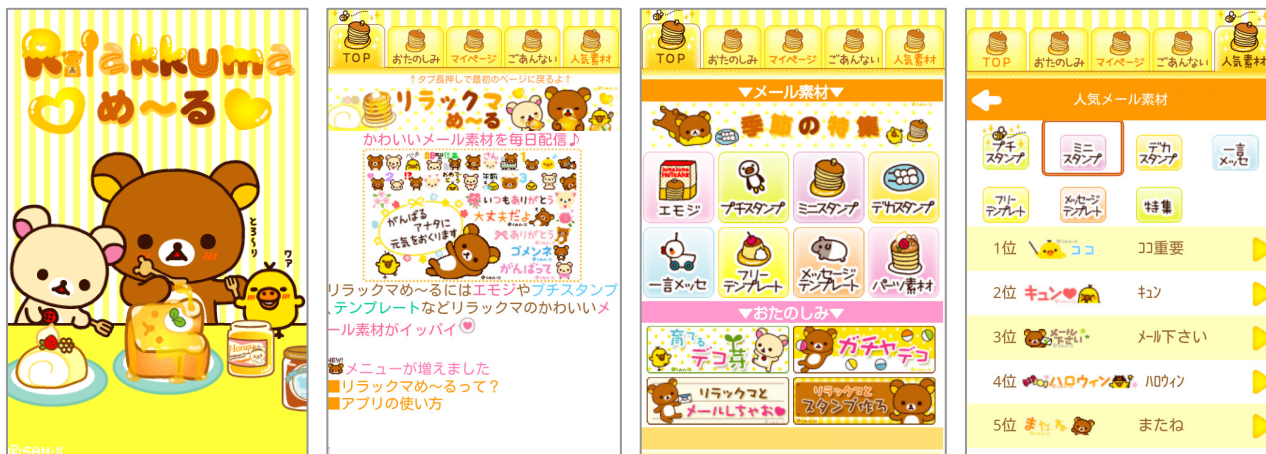 Rilakkuma
め〜る
とろ〜り
ワァ
Honey
©SAN-X
TOP
おたのしみ
マイページ
ごあんない
人気素材
↑タブ長押しで最初のページに戻るよ↑
リラックマ
め〜る
かわいいメール素材を毎日配信♪
いつもありがとう
大丈夫だよ
ありがとう
ゴメンネ
がんばって
がんばる
アナタに
元気をおくります
リラックマめ〜るにはエモジやプチスタンプ
、テンプレートなどリラックマのかわいいメ
ール素材がイッパイ
NEW!
メニューが増えました
■リラックマめ〜るって?
■アプリの使い方
TOP
おたのしみ
マイページ
ごあんない
人気素材
▼メール素材▼
季節の特集
HOTCAKE
エモジ
プチスタンプ
ミニスタンプ
デカスタンプ
一言メッセ
フリー
テンプレート
メッセージ
テンプレート
パーツ素材
▼おたのしみ▼
育てる
デコ芽
ガチャ
デコ
リラックマと
メールしちゃお
リラックマと
スタンプ作ろ
TOP
おたのしみ
マイページ
ごあんない
人気素材
人気メール素材
プチ
スタンプ
ミニ
スタンプ
デカ
スタンプ
一言
メッセ
フリー
テンプレート
メッセージ
テンプレート
特集
1位 ココ ココ重要
2位 キュン キュン
3位 メール下さい メール下さい
4位 ハロウィン ハロウィン
5位 またね またね